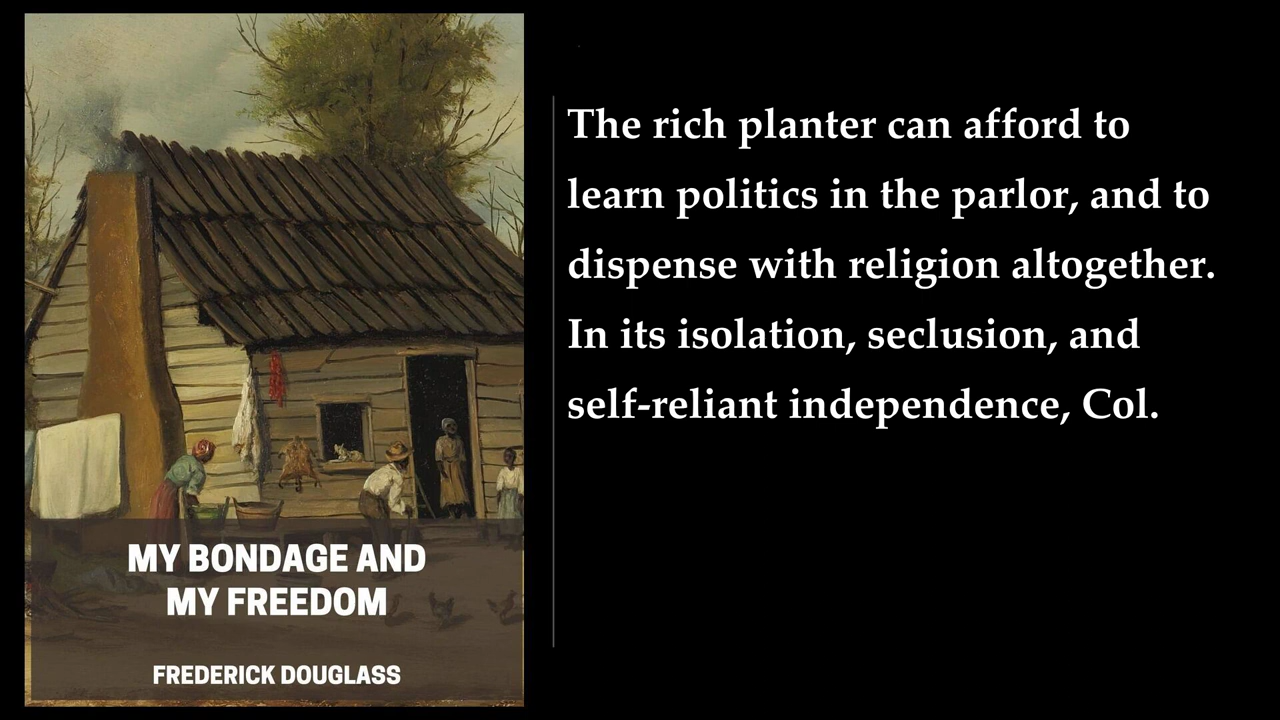 The rich planter can afford to
learn politics in the parlor, and to
dispense with religion altogether.
In its isolation, seclusion, and
self-reliant independence, Col.
MY BONDAGE AND
MY FREEDOM
FREDERICK DOUGLASS